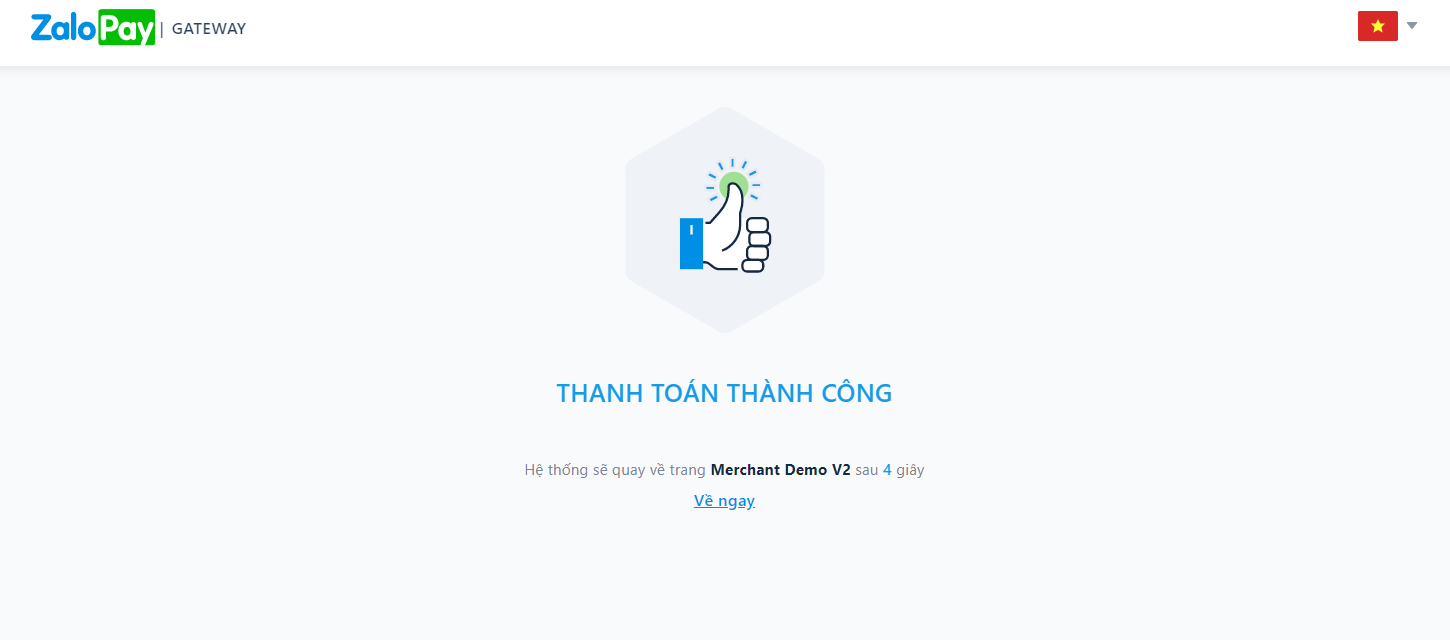 ZaloPay | GATEWAY
THANH TOÁN THÀNH CÔNG
Hệ thống sẽ quay về trang Merchant Demo V2 sau 4 giây
Về ngay